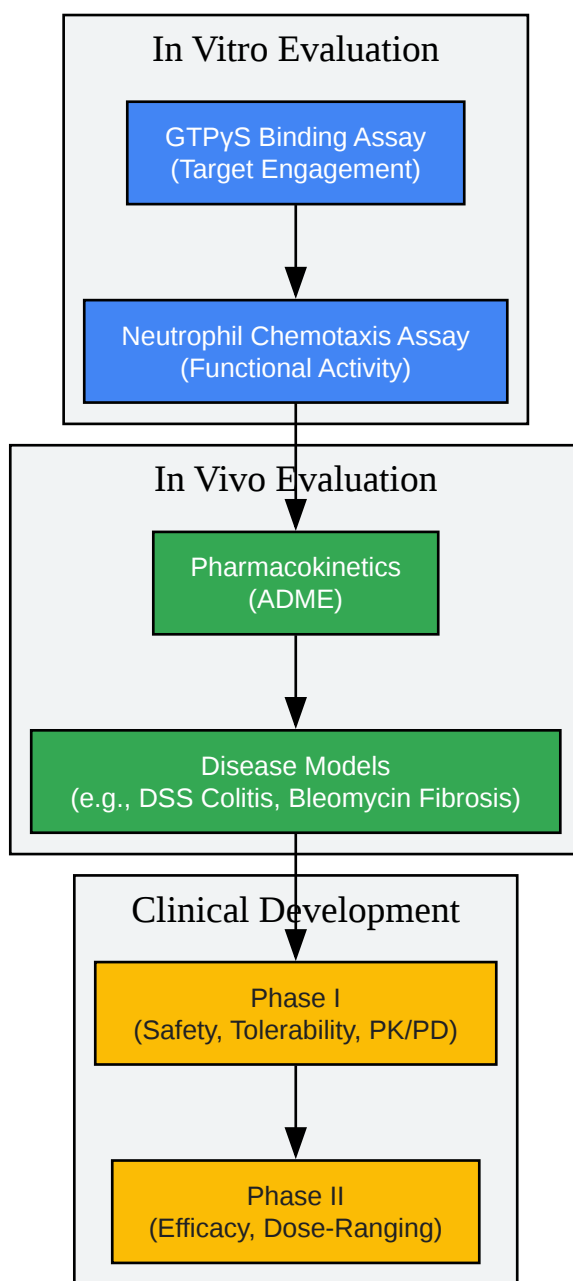 In Vitro Evaluation
GTPγS Binding Assay
(Target Engagement)
Neutrophil Chemotaxis Assay
(Functional Activity)
In Vivo Evaluation
Pharmacokinetics
(ADME)
Disease Models
(e.g., DSS Colitis, Bleomycin Fibrosis)
Clinical Development
Phase I
(Safety, Tolerability, PK/PD)
Phase II
(Efficacy, Dose-Ranging)